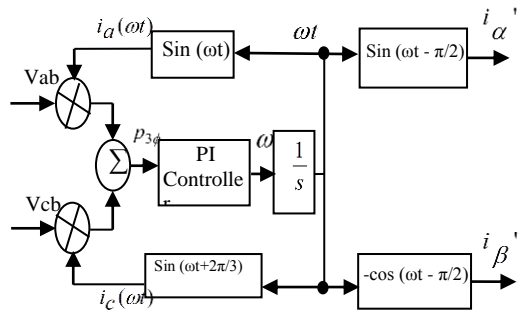 i_a(ωt)
Sin (ωt)
ωt
Sin (ωt - π/2)
i_α'
Vab
Σ
p_3ϕ
PI
Controlle
r
ω
1/s
Vcb
Sin (ωt+2π/3)
i_c(ωt)
-cos (ωt - π/2)
i_β'